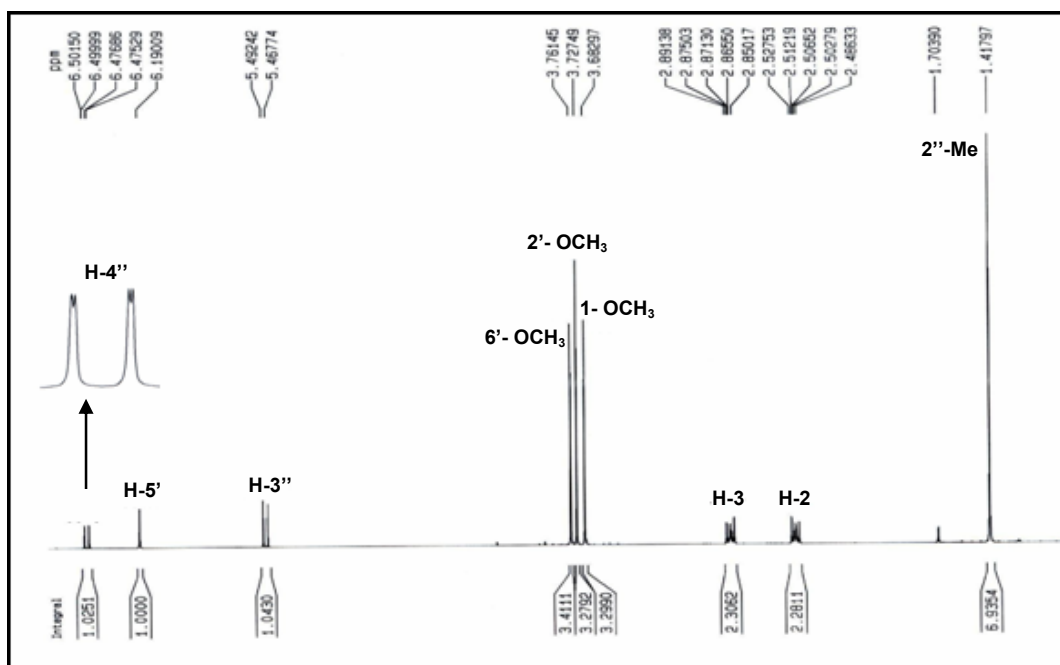 ppm
6.50150
6.49999
6.47686
6.47529
6.19009
5.49242
5.46774
3.76145
3.72749
3.68297
2.89138
2.87503
2.87130
2.86550
2.85017
2.52753
2.51219
2.50652
2.50279
2.48633
1.70390
1.41797
2’’-Me
2’- OCH₃
H-4’’
1- OCH₃
6’- OCH₃
H-5’
H-3’’
H-3
H-2
Integral
1.0251
1.0000
1.0430
3.4111
3.2792
3.2990
2.3062
2.2811
6.9354